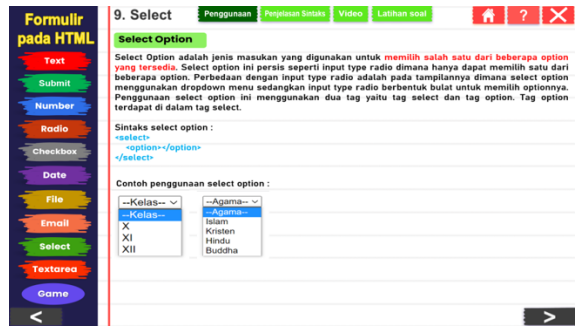 Formulir
pada HTML
Text
Submit
Number
Radio
Checkbox
Date
File
Email
Select
Textarea
Game
<
9. Select
Penggunaan
Penjelasan Sintaks
Video
Latihan soal
?
Select Option
Select Option adalah jenis masukan yang digunakan untuk memilih salah satu dari beberapa option
yang tersedia. Select option ini persis seperti input type radio dimana hanya dapat memilih satu dari
beberapa option. Perbedaan dengan input type radio adalah pada tampilannya dimana select option
menggunakan dropdown menu sedangkan input type radio berbentuk bulat untuk memilih optionnya.
Penggunaan select option ini menggunakan dua tag yaitu tag select dan tag option. Tag option
terdapat di dalam tag select.
Sintaks select option :
<select>
<option></option>
</select>
Contoh penggunaan select option :
--Kelas--
--Kelas--
X
XI
XII
--Agama--
--Agama--
Islam
Kristen
Hindu
Buddha
>